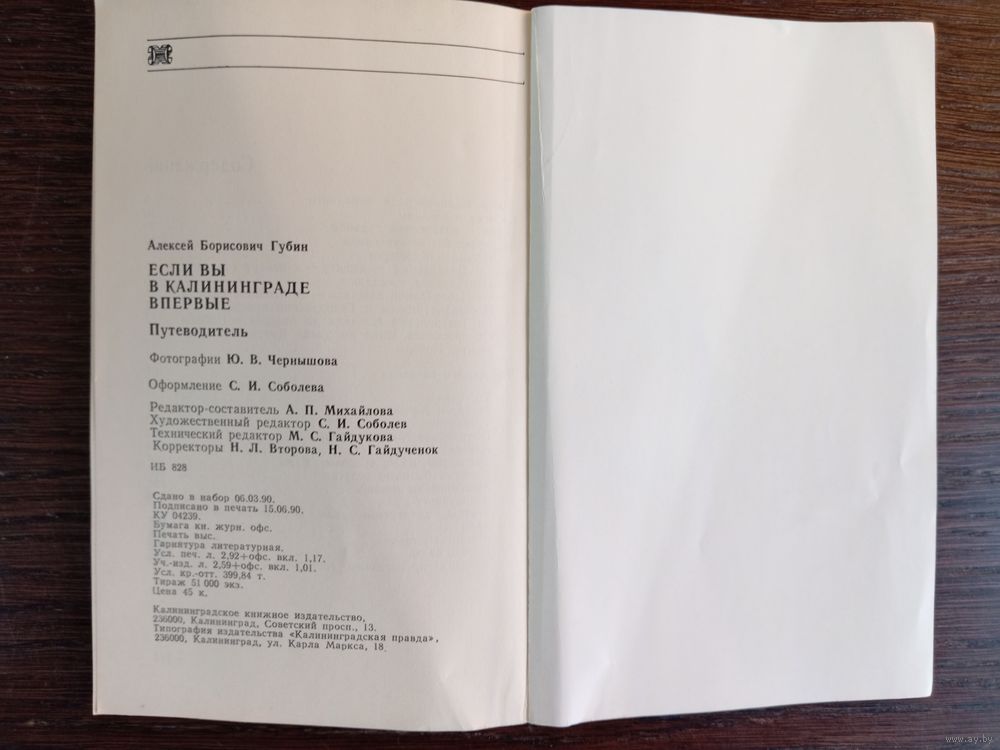 Алексей Борисович Губин
ЕСЛИ ВЫ
В КАЛИНИНГРАДЕ
ВПЕРВЫЕ
Путеводитель
Фотографии Ю. В. Чернышова
Оформление С. И. Соболева
Редактор-составитель А. П. Михайлова
Художественный редактор С. И. Соболев
Технический редактор М. С. Гайдукова
Корректоры Н. Л. Второва, Н. С. Гайдученок
ИБ 828
Сдано в набор 06.03.90.
Подписано в печать 15.06.90.
КУ 04239.
Бумага кн. журн. офс.
Печать выс.
Гарнитура литературная.
Усл. печ. л. 2,92+офс. вкл. 1,17.
Уч.-изд. л. 2,59+офс. вкл. 1,01.
Усл. кр.-отт. 399,84 т.
Тираж 51 000 экз.
Цена 45 к.
Калининградское книжное издательство,
236000, Калининград, Советский просп., 13.
Типография издательства «Калининградская правда»,
236000, Калининград, ул. Карла Маркса, 18.
www.ay.by